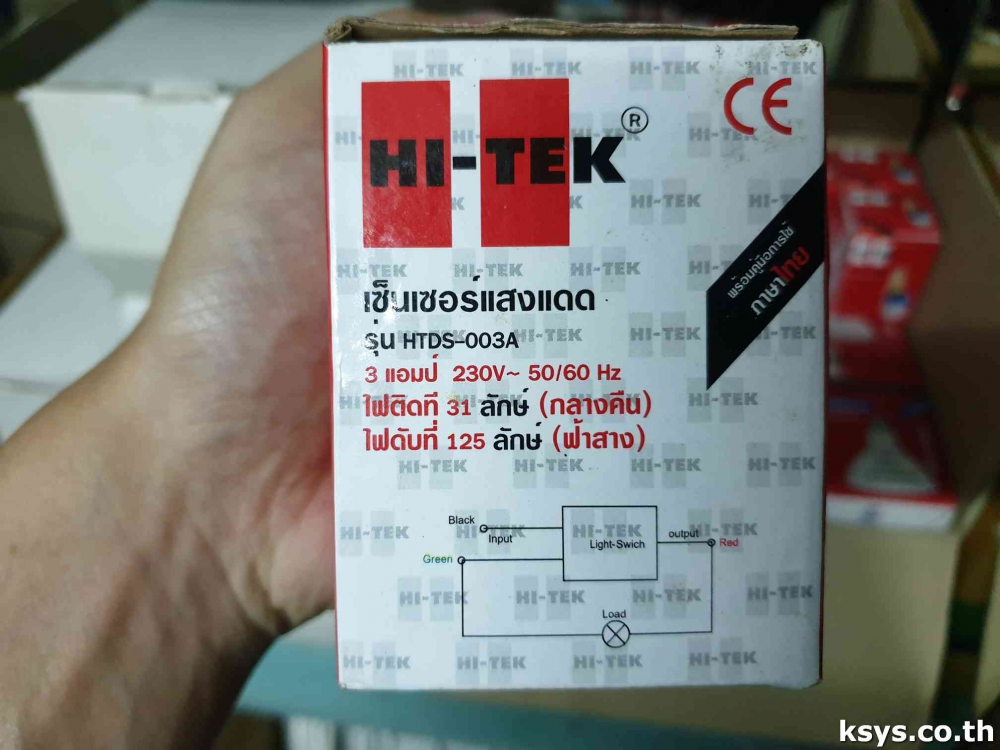 HI-TEK ®
CE
พร้อมคู่มือการใช้
ภาษาไทย
เซ็นเซอร์แสงแดด
รุ่น HTDS-003A
3 แอมป์ 230V~ 50/60 Hz
ไฟติดที่ 31 ลักษ์ (กลางคืน)
ไฟดับที่ 125 ลักษ์ (ฟ้าสาง)
Black
Input
Green
Light-Swich
output
Red
Load
ksys.co.th